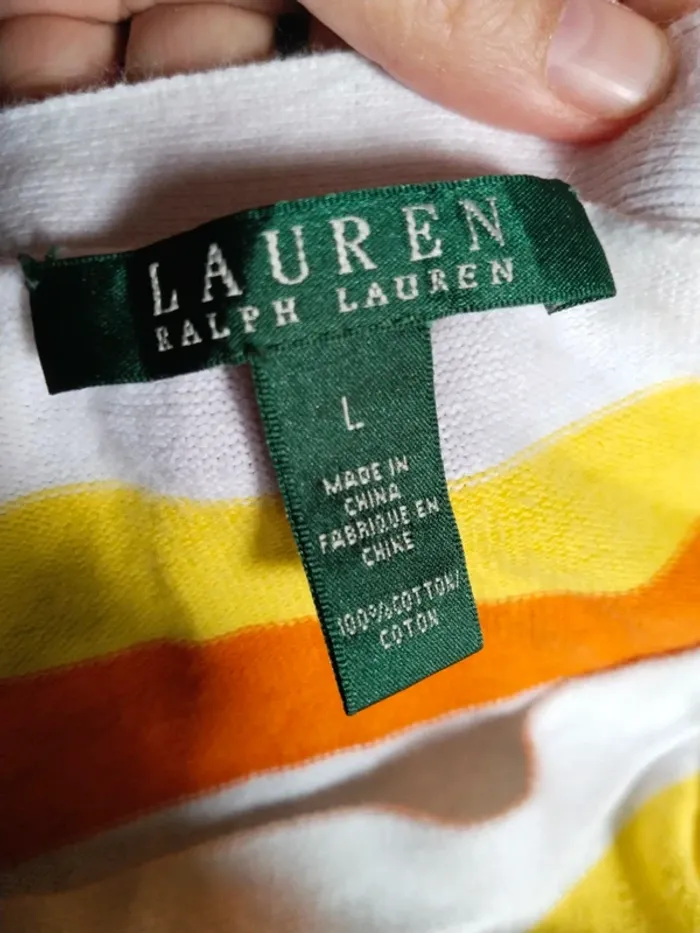 LAUREN
RALPH LAUREN
L
MADE IN
CHINA
FABRIQUE EN
CHINE
100%COTTON/
COTON